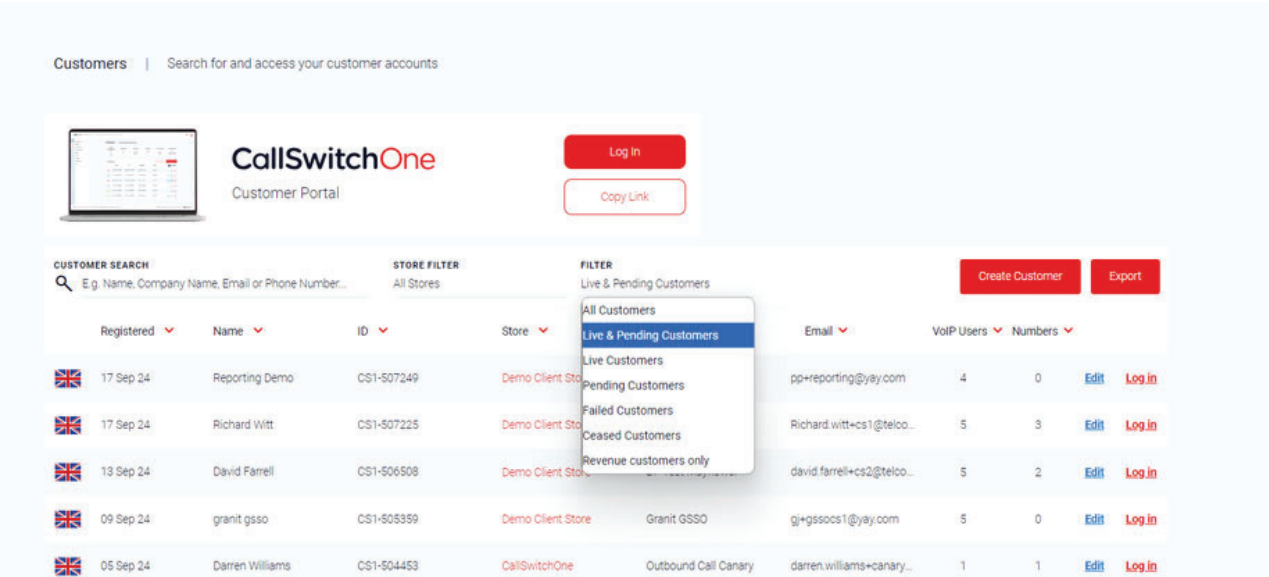 Customers | Search for and access your customer accounts
CallSwitchOne
Customer Portal
Log In
Copy Link
CUSTOMER SEARCH
E.g. Name, Company Name, Email or Phone Number...
STORE FILTER
All Stores
FILTER
Live & Pending Customers
Create Customer
Export
All Customers
Live & Pending Customers
Live Customers
Pending Customers
Failed Customers
Ceased Customers
Revenue customers only
Registered Name ID Store Email VoIP Users Numbers
17 Sep 24 Reporting Demo CS1-507249 Demo Client Sto pp+reporting@yay.com 4 0 Edit Log in
17 Sep 24 Richard Witt CS1-507225 Demo Client Sto Richard.witt+cs1@telco... 5 3 Edit Log in
13 Sep 24 David Farrell CS1-506508 Demo Client Store david.farrell+cs2@telco... 5 2 Edit Log in
09 Sep 24 granit gsso CS1-505359 Demo Client Store Granit GSSO gj+gssocs1@yay.com 5 0 Edit Log in
05 Sep 24 Darren Williams CS1-504453 CallSwitchOne Outbound Call Canary darren.williams+canary... 1 1 Edit Log in